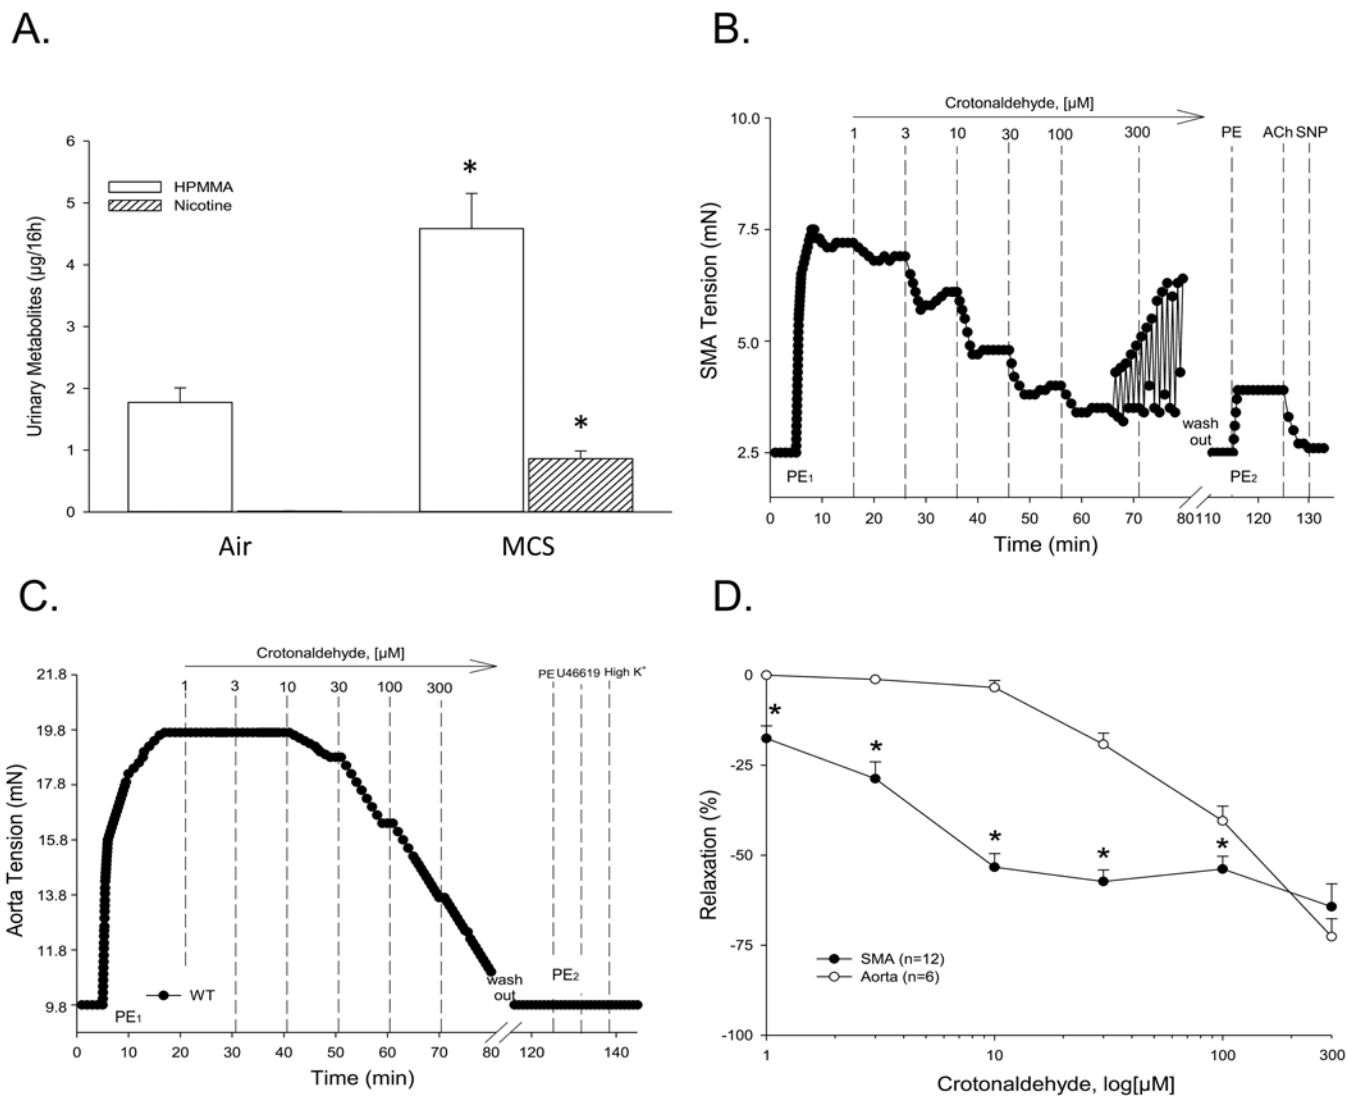 A.
Urinary Metabolites (µg/16h)
6
5
4
3
2
1
0
HPMMA
Nicotine
*
*
Air
MCS
B.
Crotonaldehyde, [µM]
1
3
10
30
100
300
PE
ACh
SNP
SMA Tension (mN)
10.0
7.5
5.0
2.5
PE1
wash
out
PE2
0
10
20
30
40
50
60
70
80
110
120
130
Time (min)
C.
Crotonaldehyde, [µM]
1
3
10
30
100
300
PE
U46619
High K+
Aorta Tension (mN)
21.8
19.8
17.8
15.8
13.8
11.8
9.8
WT
PE1
wash
out
PE2
0
10
20
30
40
50
60
70
80
120
140
Time (min)
D.
Relaxation (%)
0
-25
-50
-75
-100
*
*
*
*
*
SMA (n=12)
Aorta (n=6)
1
10
100
300
Crotonaldehyde, log[µM]